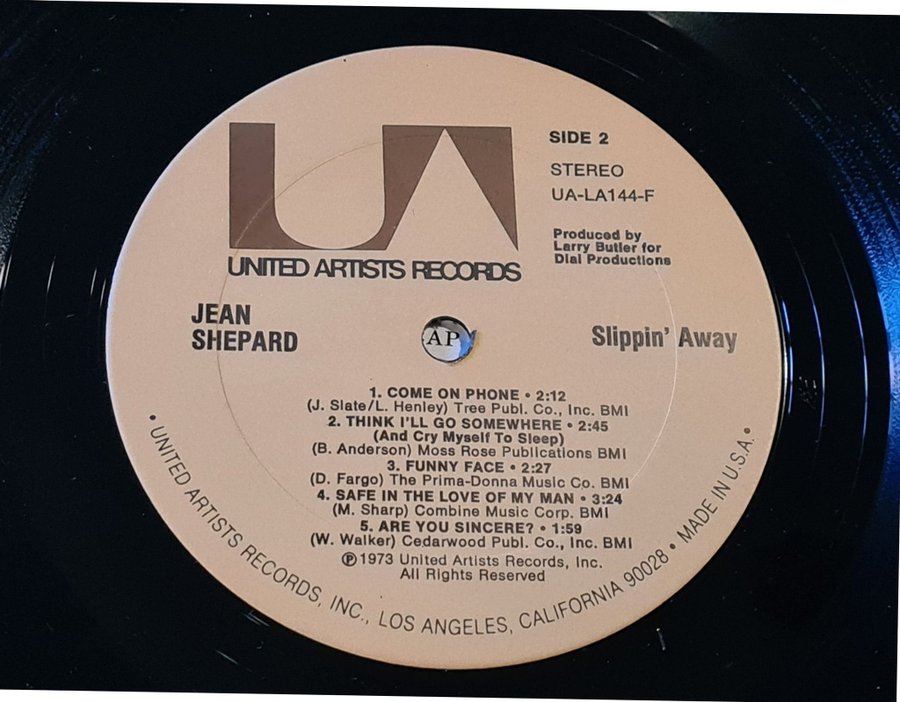 UA
UNITED ARTISTS RECORDS
SIDE 2
STEREO
UA-LA144-F
Produced by
Larry Butler for
Dial Productions
JEAN
SHEPARD
AP
Slippin' Away
1. COME ON PHONE • 2:12
(J. Slate/L. Henley) Tree Publ. Co., Inc. BMI
2. THINK I'LL GO SOMEWHERE • 2:45
(And Cry Myself To Sleep)
(B. Anderson) Moss Rose Publications BMI
3. FUNNY FACE • 2:27
(D. Fargo) The Prima-Donna Music Co. BMI
4. SAFE IN THE LOVE OF MY MAN • 3:24
(M. Sharp) Combine Music Corp. BMI
5. ARE YOU SINCERE? • 1:59
(W. Walker) Cedarwood Publ. Co., Inc. BMI
℗1973 United Artists Records, Inc.
All Rights Reserved
• UNITED ARTISTS RECORDS, INC., LOS ANGELES, CALIFORNIA 90028 • MADE IN U.S.A. •